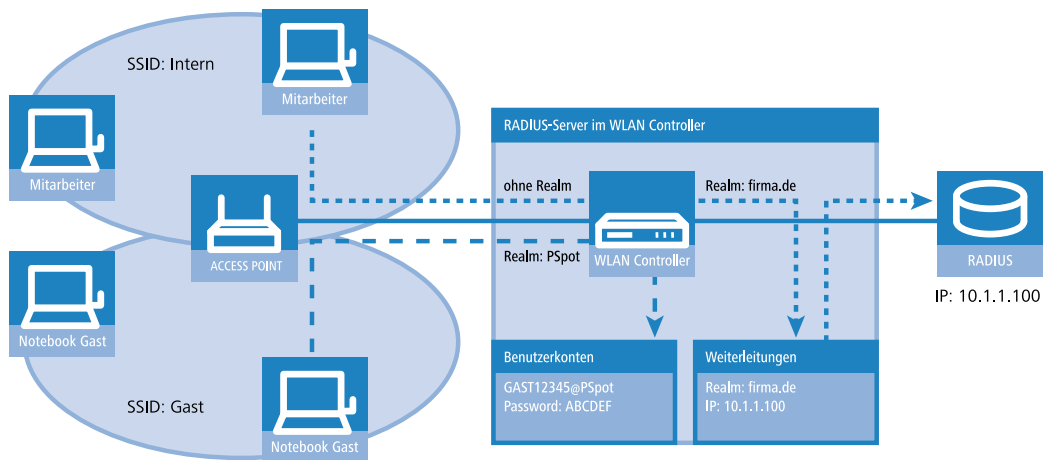 SSID: Intern
Mitarbeiter
Mitarbeiter
ACCESS POINT
Notebook Gast
SSID: Gast
Notebook Gast
RADIUS-Server im WLAN Controller
ohne Realm
Realm: firma.de
Realm: PSpot
WLAN Controller
RADIUS
IP: 10.1.1.100
Benutzerkonten
GAST12345@PSpot
Password: ABCDEF
Weiterleitungen
Realm: firma.de
IP: 10.1.1.100